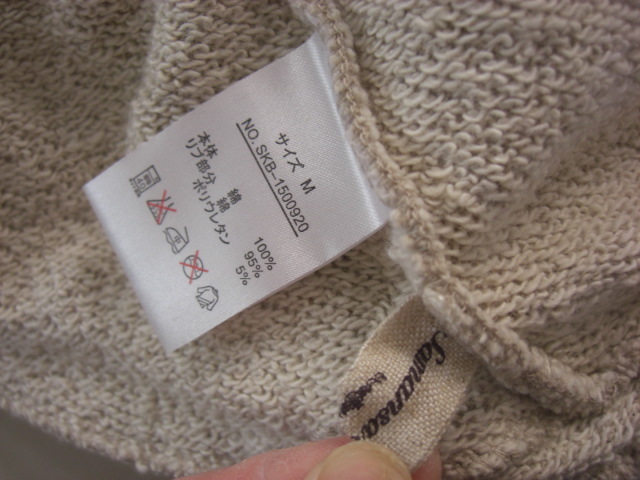 サイズ M
NO. SKB-1500920
本体 綿 100%
リブ部分 綿 95%
ポリウレタン 5%
Samansa